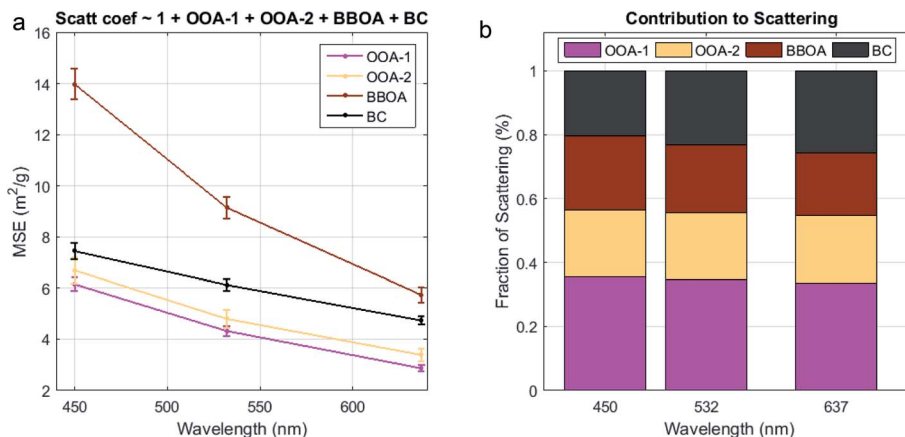 a
Scatt coef ~ 1 + OOA-1 + OOA-2 + BBOA + BC
16
14
12
10
8
6
4
2
MSE (m²/g)
OOA-1
OOA-2
BBOA
BC
450 500 550 600
Wavelength (nm)
b
Contribution to Scattering
OOA-1 OOA-2 BBOA BC
1
0.8
0.6
0.4
0.2
0
Fraction of Scattering (%)
450 532 637
Wavelength (nm)